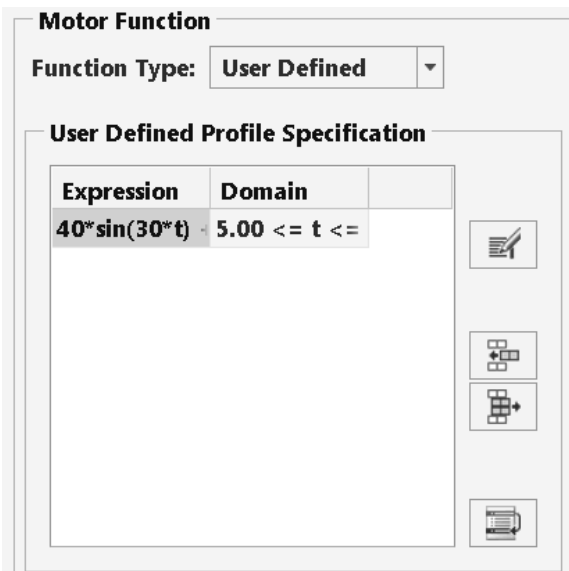 Motor Function
Function Type: User Defined
User Defined Profile Specification
Expression Domain
40*sin(30*t) 5.00 <= t <=